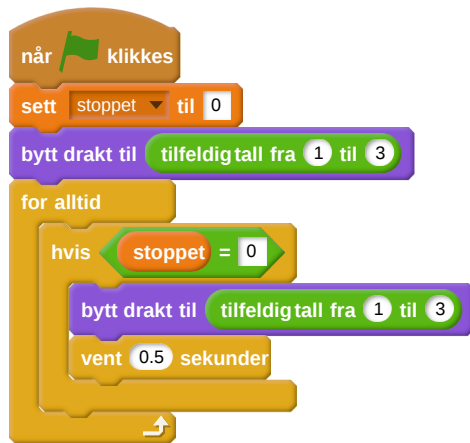 når klikkes
sett stoppet til 0
bytt drakt til tilfeldig tall fra 1 til 3
for alltid
hvis stoppet = 0
bytt drakt til tilfeldig tall fra 1 til 3
vent 0.5 sekunder